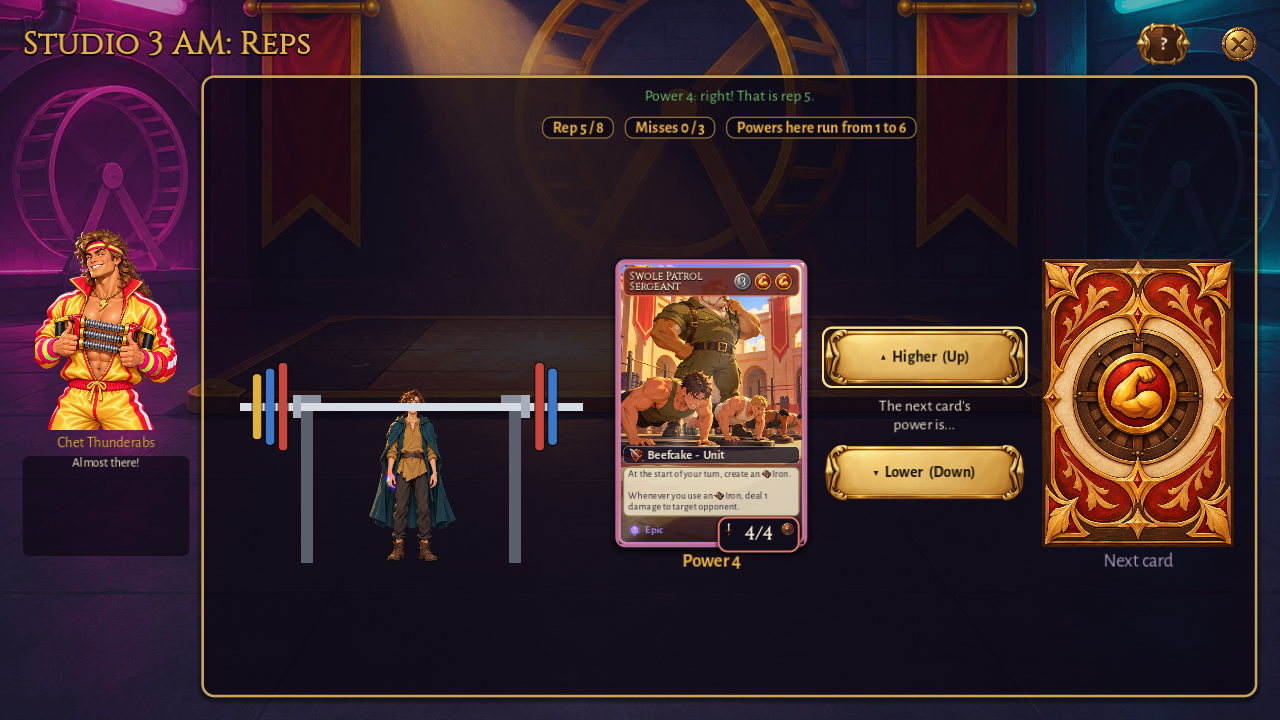 Studio 3 AM: Reps
?
Power 4: right! That is rep 5.
Rep 5 / 8
Misses 0 / 3
Powers here run from 1 to 6
Swole Patrol
Sergeant
3
Higher (Up)
The next card's
power is...
Lower (Down)
Beefcake - Unit
At the start of your turn, create an Iron.
Whenever you use an Iron, deal 1
damage to target opponent.
Epic
! 4/4
Power 4
Next card
Chet Thunderabs
Almost there!